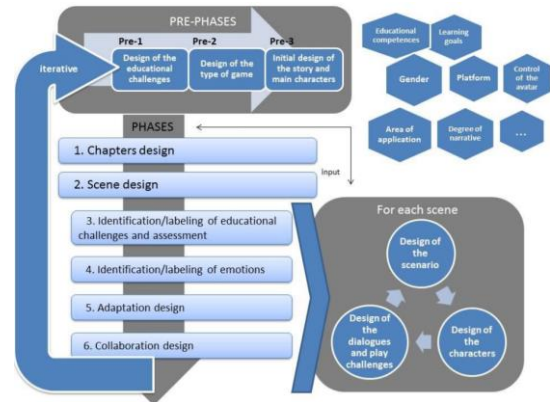 PRE-PHASES
Pre-1
Pre-2
Pre-3
iterative
Design of the
educational
challenges
Design of the
type of game
Initial design of
the story and
main characters
Educational
competences
Learning
goals
Gender
Platform
Control
of the
avatar
Area of
application
Degree of
narrative
...
PHASES
1. Chapters design
2. Scene design
Input
3. Identification/labeling of educational
challenges and assessment
4. Identification/labeling of emotions
5. Adaptation design
6. Collaboration design
For each scene
Design of
the
scenario
Design of
the
dialogues
and play
challenges
Design of
the
characters